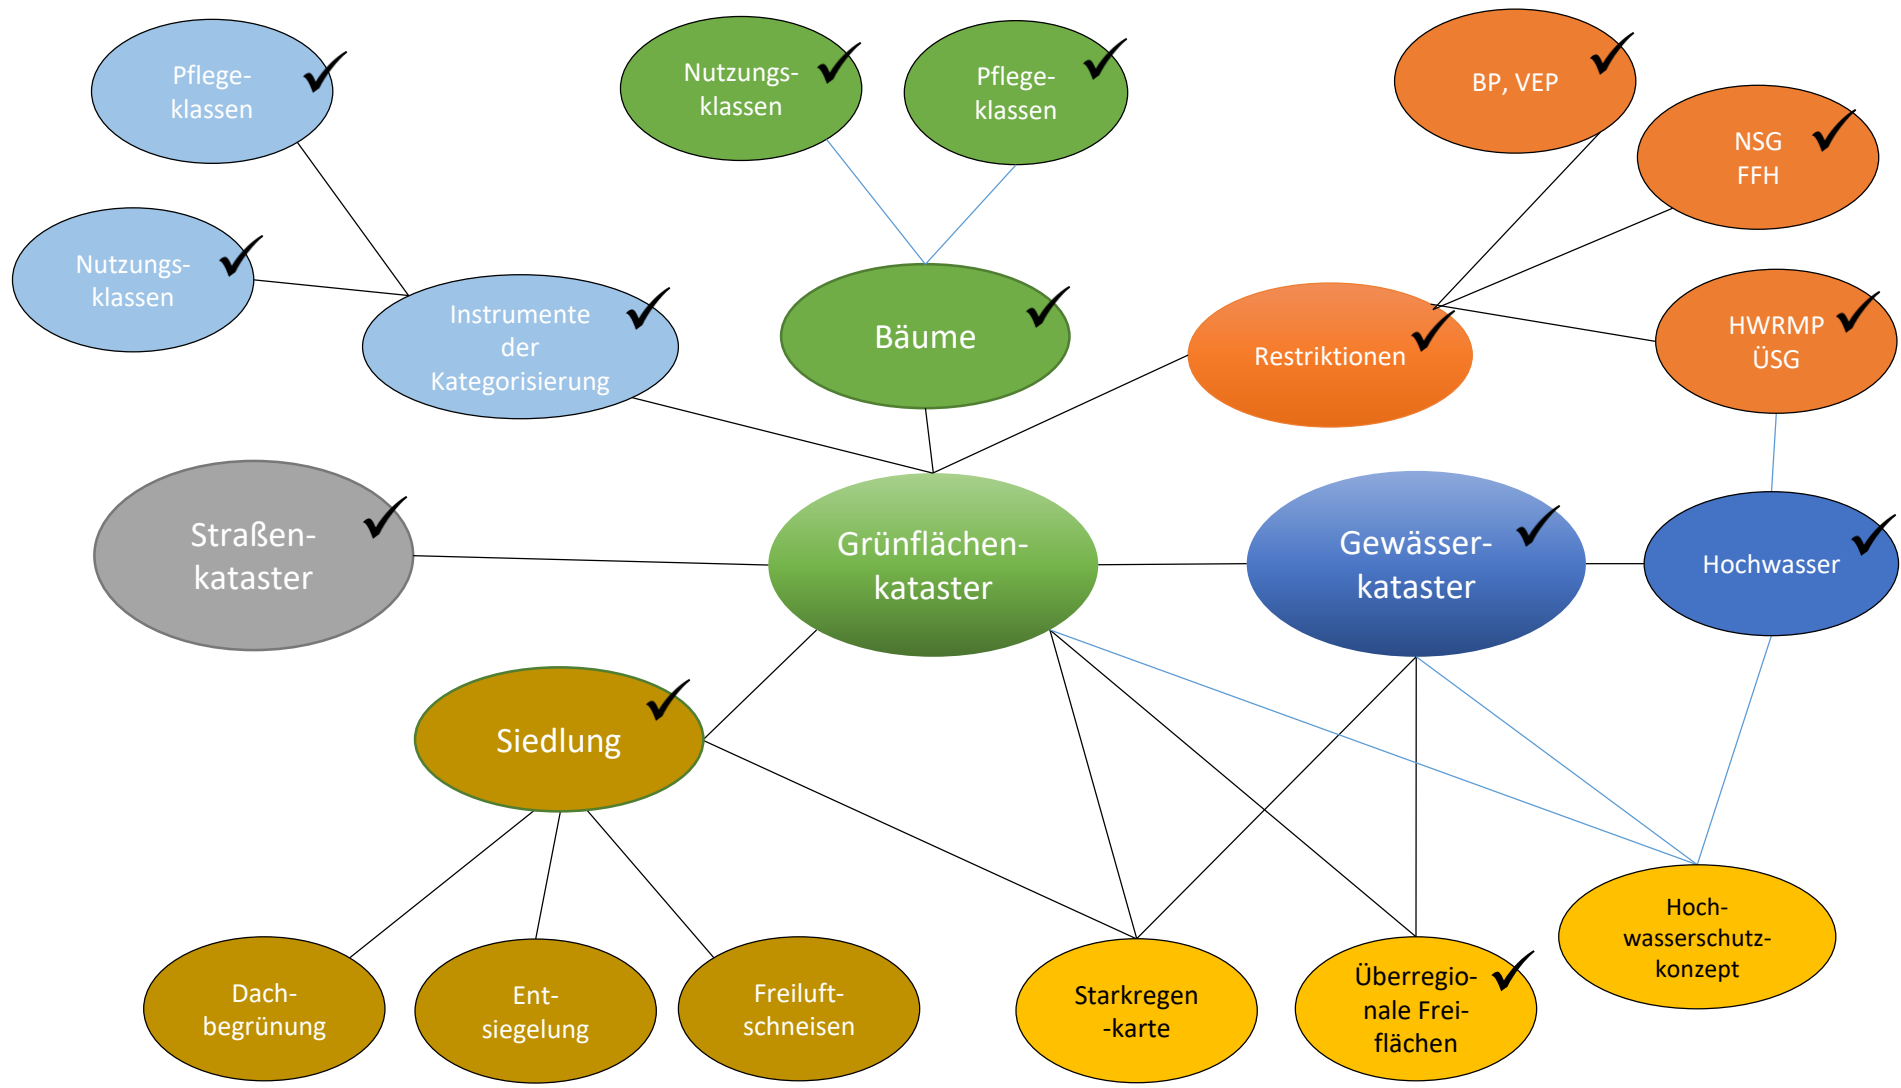 Pflege-
klassen
Nutzungs-
klassen
Pflege-
klassen
BP, VEP
NSG
FFH
Nutzungs-
klassen
Instrumente
der
Kategorisierung
Bäume
Restriktionen
HWRMP
ÜSG
Straßen-
kataster
Grünflächen-
kataster
Gewässer-
kataster
Hochwasser
Siedlung
Dach-
begrünung
Ent-
siegelung
Freiluft-
schneisen
Starkregen
-karte
Überregio-
nale Frei-
flächen
Hoch-
wasserschutz-
konzept